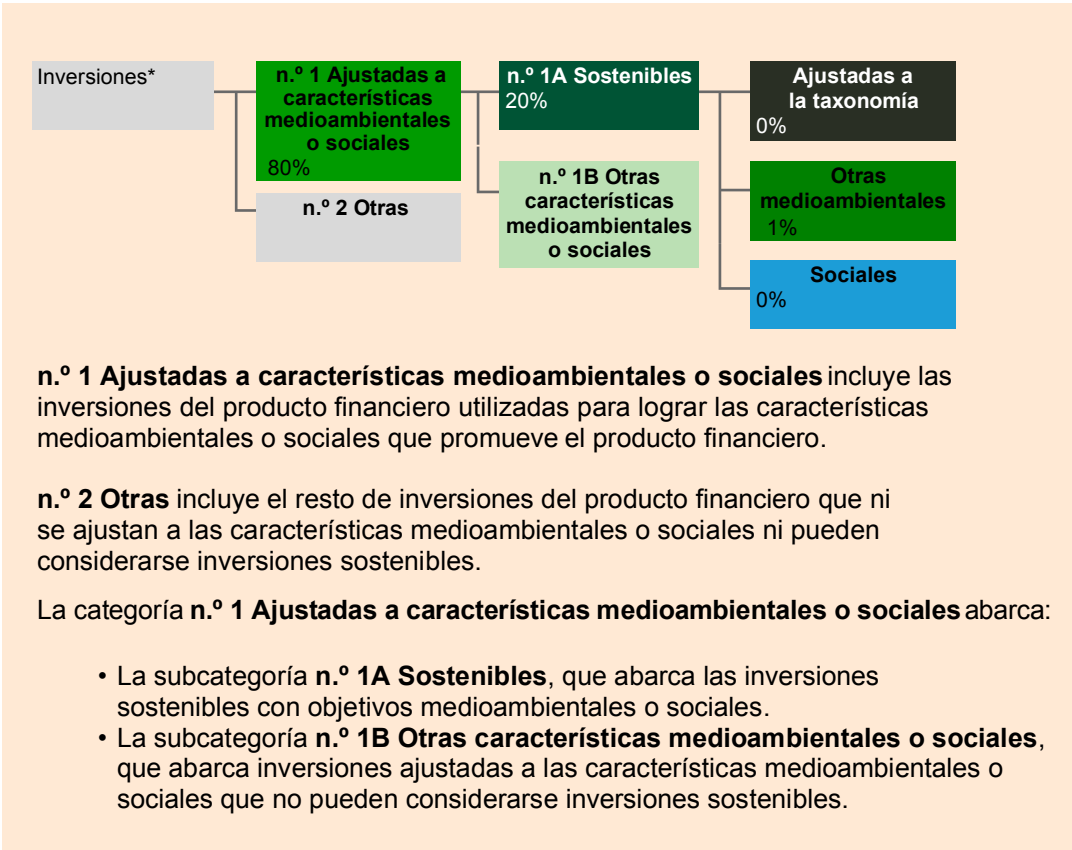 Inversiones*
n.º 1 Ajustadas a
características
medioambientales
o sociales
80%
n.º 2 Otras
n.º 1A Sostenibles
20%
n.º 1B Otras
características
medioambientales
o sociales
Ajustadas a
la taxonomía
0%
Otras
medioambientales
1%
Sociales
0%
n.º 1 Ajustadas a características medioambientales o sociales incluye las
inversiones del producto financiero utilizadas para lograr las características
medioambientales o sociales que promueve el producto financiero.
n.º 2 Otras incluye el resto de inversiones del producto financiero que ni
se ajustan a las características medioambientales o sociales ni pueden
considerarse inversiones sostenibles.
La categoría n.º 1 Ajustadas a características medioambientales o sociales abarca:
• La subcategoría n.º 1A Sostenibles, que abarca las inversiones
sostenibles con objetivos medioambientales o sociales.
• La subcategoría n.º 1B Otras características medioambientales o sociales,
que abarca inversiones ajustadas a las características medioambientales o
sociales que no pueden considerarse inversiones sostenibles.